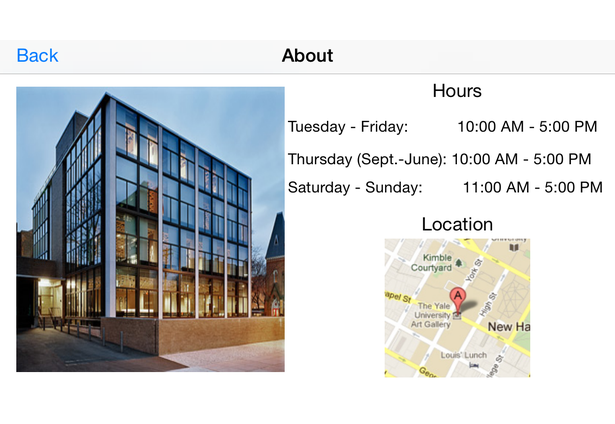 Back
About
Hours
Tuesday - Friday: 10:00 AM - 5:00 PM
Thursday (Sept.-June): 10:00 AM - 5:00 PM
Saturday - Sunday: 11:00 AM - 5:00 PM
Location
Kimble
Courtyard
York St
High St
apel St
A
The Yale
University
Art Gallery
New Ha
Louis' Lunch